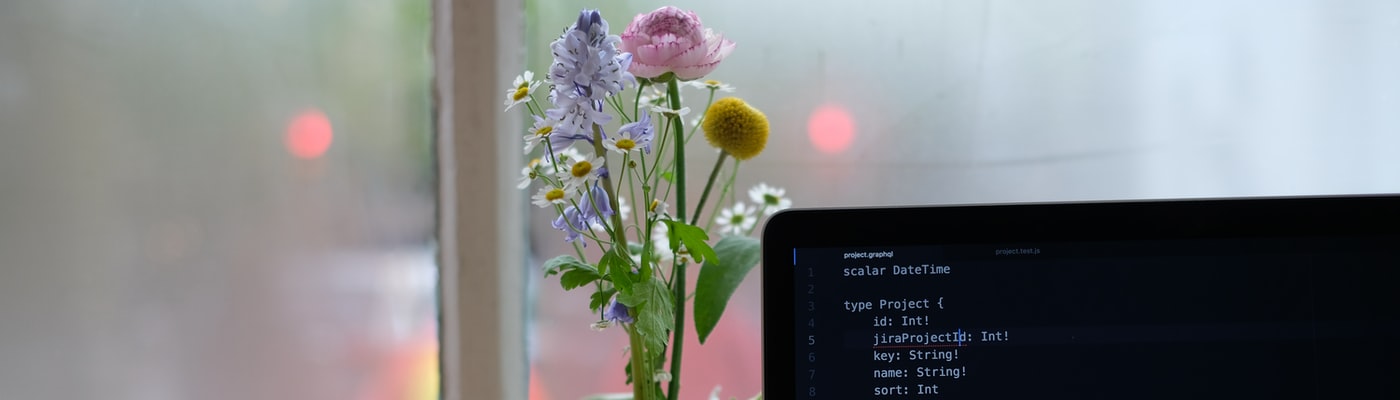 project.graphql project.test.js
1 scalar DateTime
2
3 type Project {
4 id: Int!
5 jiraProjectId: Int!
6 key: String!
7 name: String!
8 sort: Int